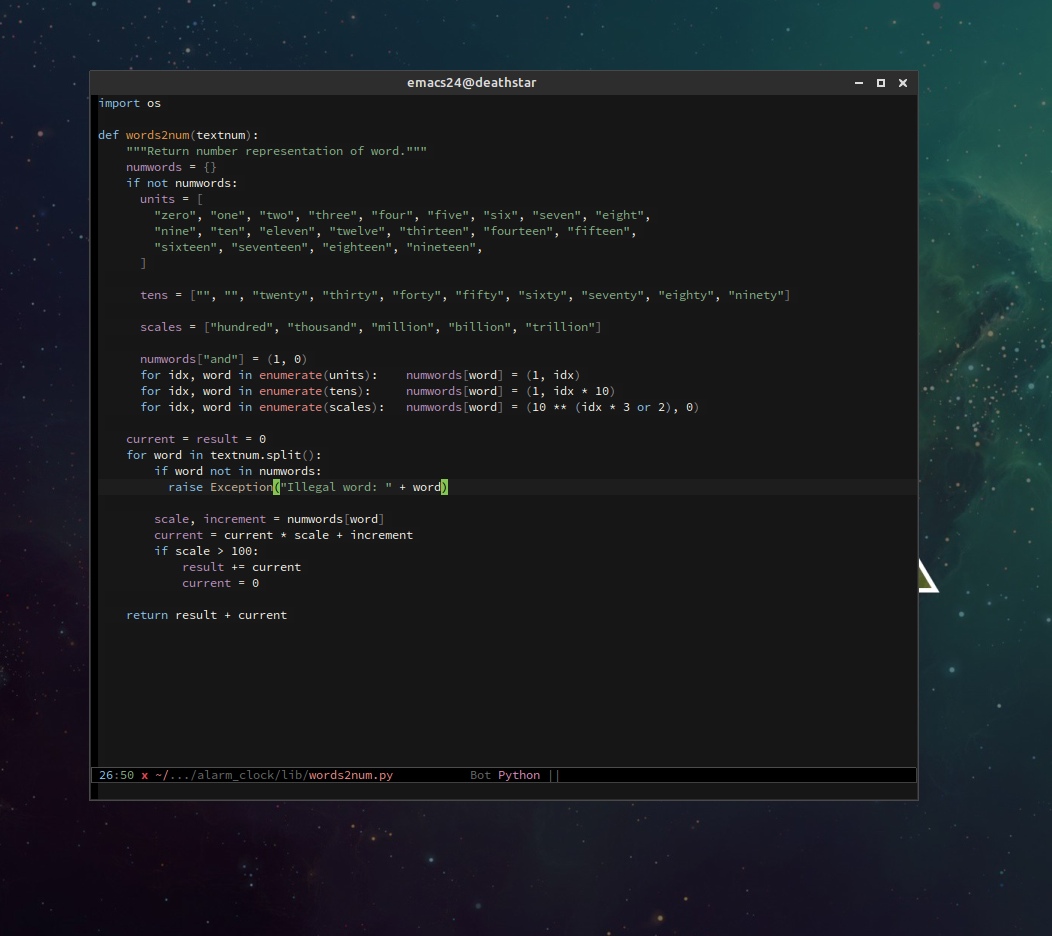 emacs24@deathstar
import os
def words2num(textnum):
    """Return number representation of word."""
    numwords = {}
    if not numwords:
      units = [
        "zero", "one", "two", "three", "four", "five", "six", "seven", "eight",
        "nine", "ten", "eleven", "twelve", "thirteen", "fourteen", "fifteen",
        "sixteen", "seventeen", "eighteen", "nineteen",
      ]
      tens = ["", "", "twenty", "thirty", "forty", "fifty", "sixty", "seventy", "eighty", "ninety"]
      scales = ["hundred", "thousand", "million", "billion", "trillion"]
      numwords["and"] = (1, 0)
      for idx, word in enumerate(units):    numwords[word] = (1, idx)
      for idx, word in enumerate(tens):     numwords[word] = (1, idx * 10)
      for idx, word in enumerate(scales):   numwords[word] = (10 ** (idx * 3 or 2), 0)
    current = result = 0
    for word in textnum.split():
        if word not in numwords:
          raise Exception("Illegal word: " + word)
        scale, increment = numwords[word]
        current = current * scale + increment
        if scale > 100:
            result += current
            current = 0
    return result + current
26:50 x ~/.../alarm_clock/lib/words2num.py Bot Python ||